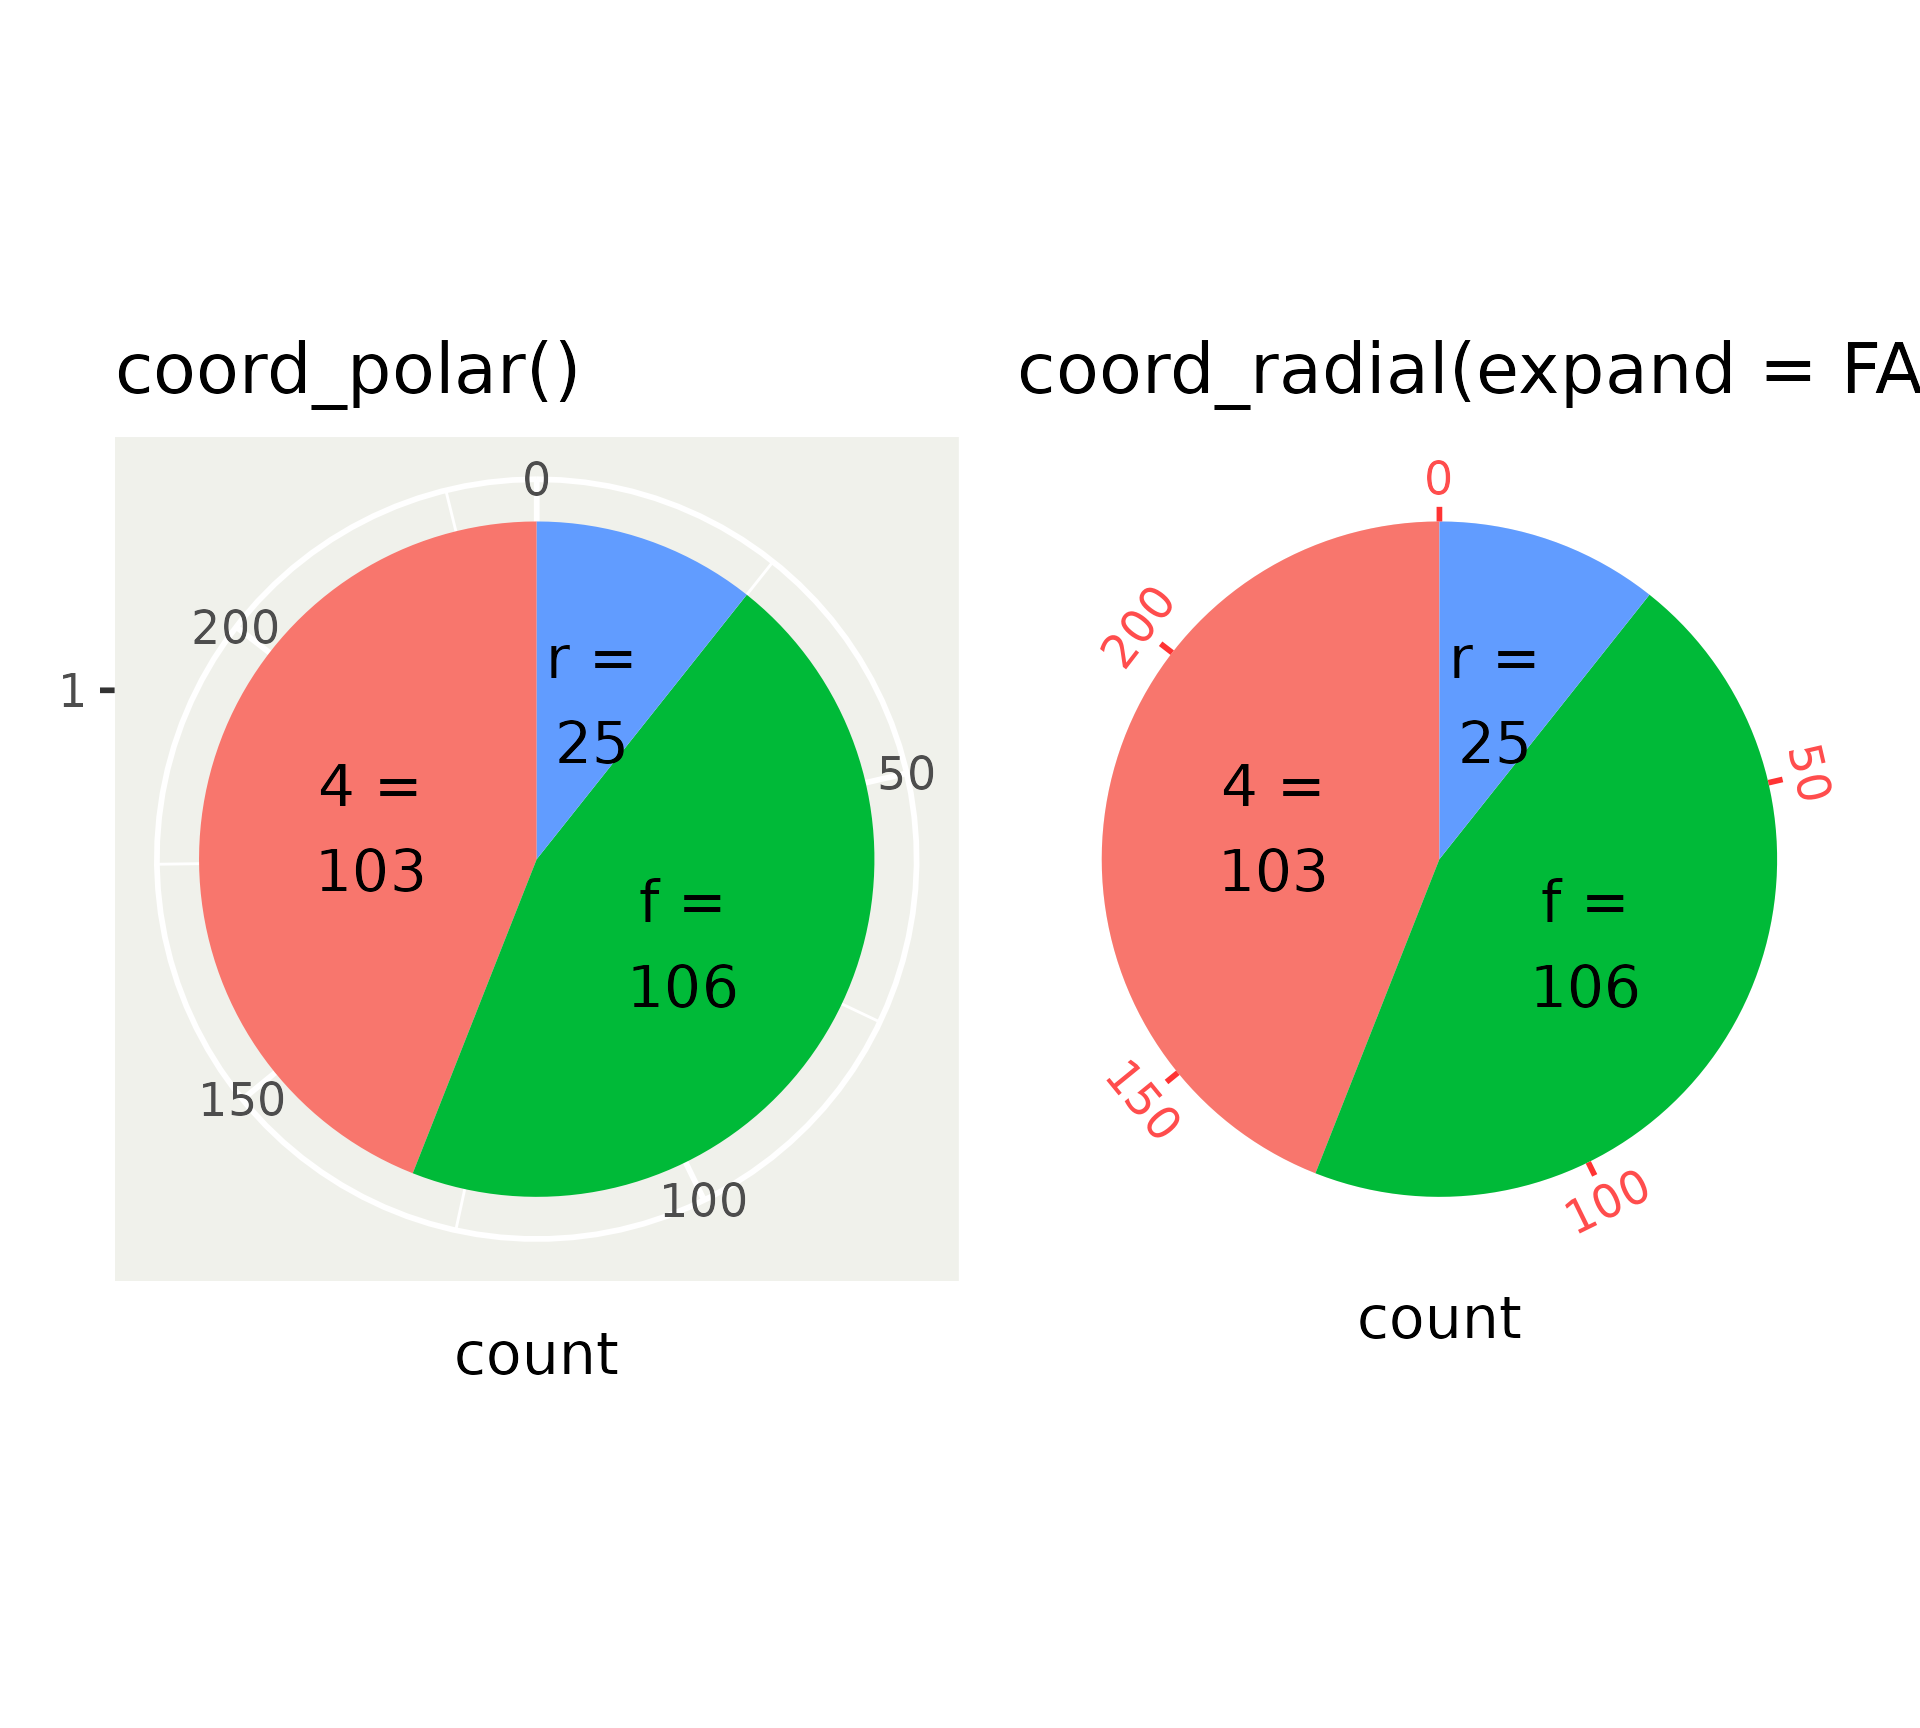 coord_polar()
0
200
1
r =
25
50
4 =
103
f =
106
150
100
count
coord_radial(expand = FA
0
200
r =
25
50
4 =
103
f =
106
150
100
count